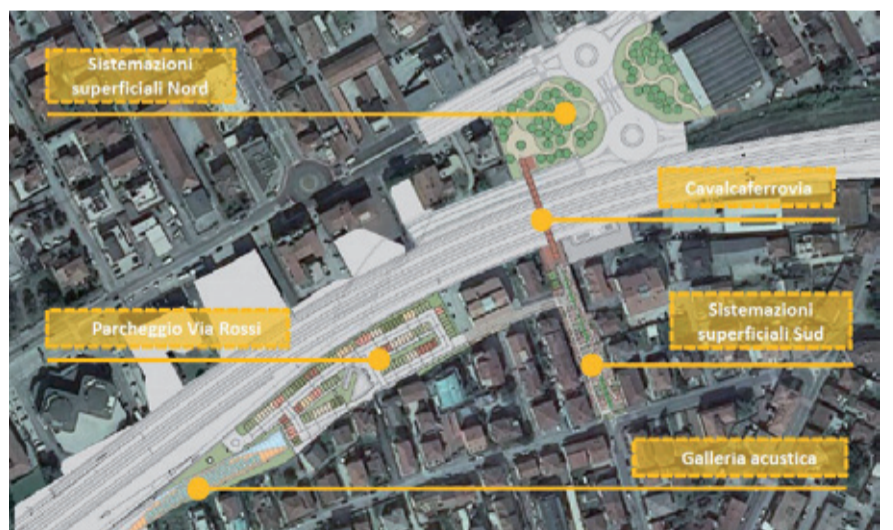 Sistemazioni
superficiali Nord
Cavalcaferrovia
Parcheggio Via Rossi
Sistemazioni
superficiali Sud
Galleria acustica